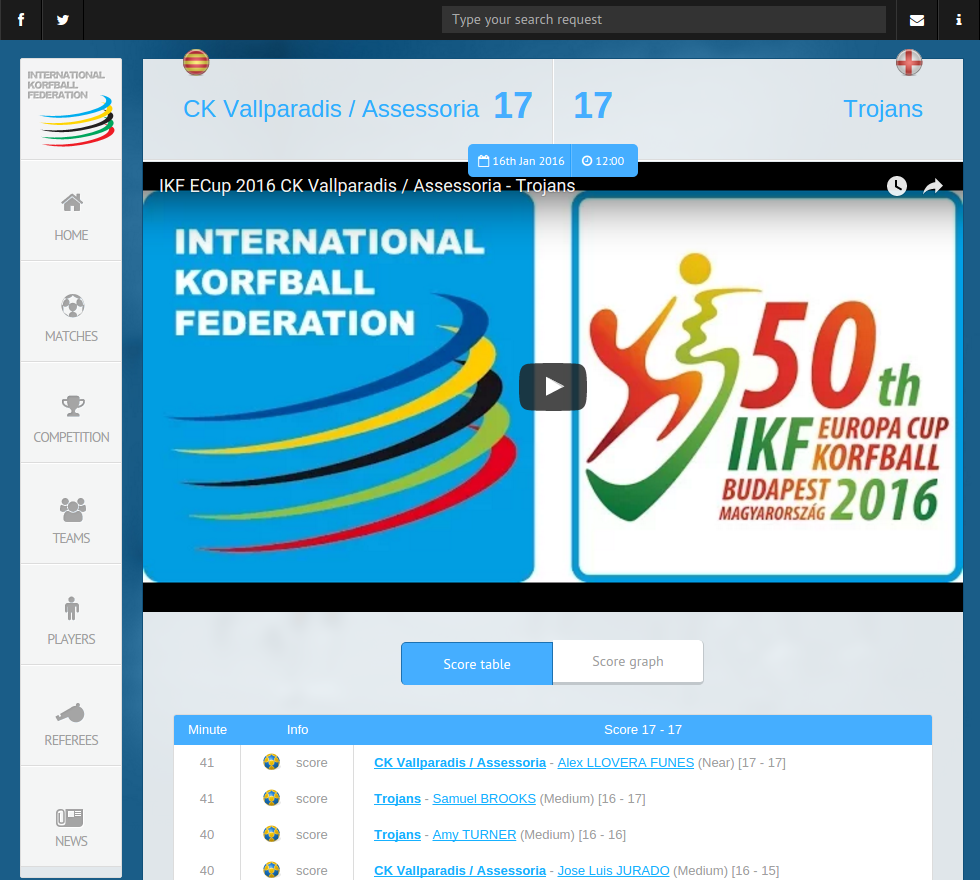 Type your search request
INTERNATIONAL
KORFBALL
FEDERATION
HOME
MATCHES
COMPETITION
TEAMS
PLAYERS
REFEREES
NEWS
CK Vallparadis / Assessoria 17 17 Trojans
16th Jan 2016 12:00
IKF ECup 2016 CK Vallparadis / Assessoria - Trojans
INTERNATIONAL
KORFBALL
FEDERATION
50th
IKF EUROPA CUP
KORFBALL
BUDAPEST
MAGYARORSZÁG 2016
Score table Score graph
Minute Info Score 17 - 17
41 score CK Vallparadis / Assessoria - Alex LLOVERA FUNES (Near) [17 - 17]
41 score Trojans - Samuel BROOKS (Medium) [16 - 17]
40 score Trojans - Amy TURNER (Medium) [16 - 16]
40 score CK Vallparadis / Assessoria - Jose Luis JURADO (Medium) [16 - 15]